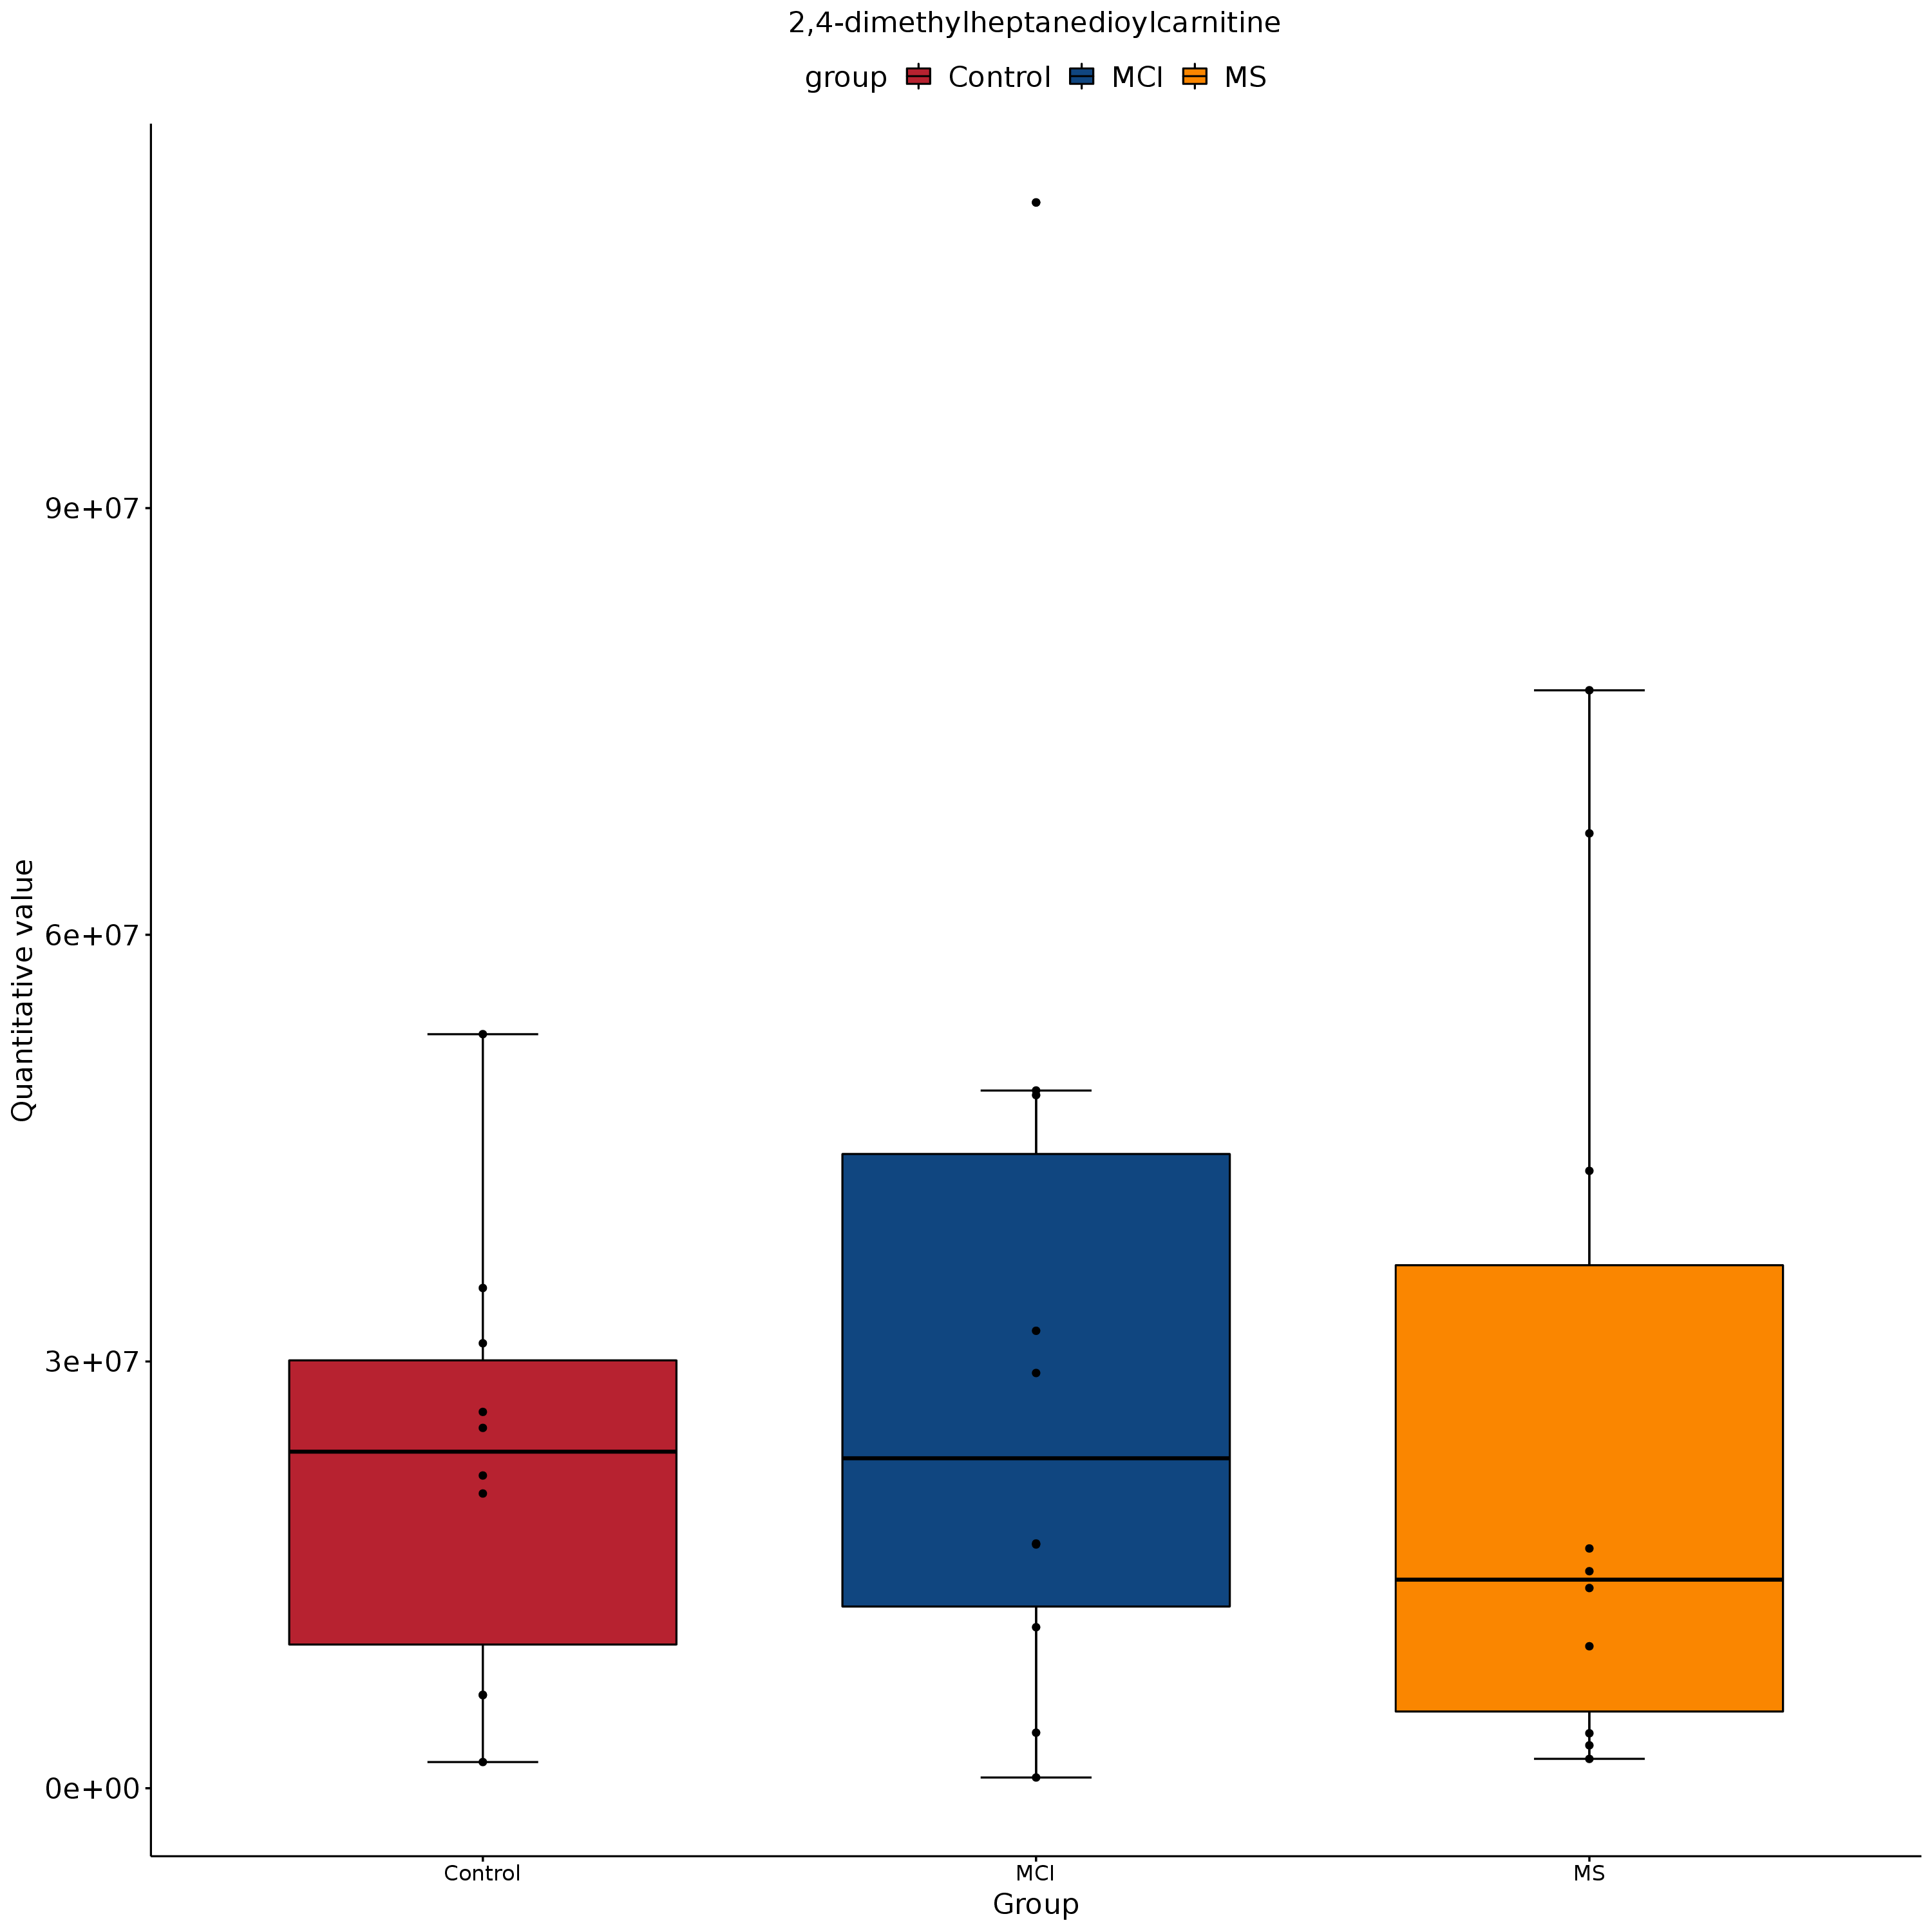 2,4-dimethylheptanedioylcarnitine
group Control MCI MS
9e+07
6e+07
3e+07
0e+00
Quantitative value
Control MCI MS
Group